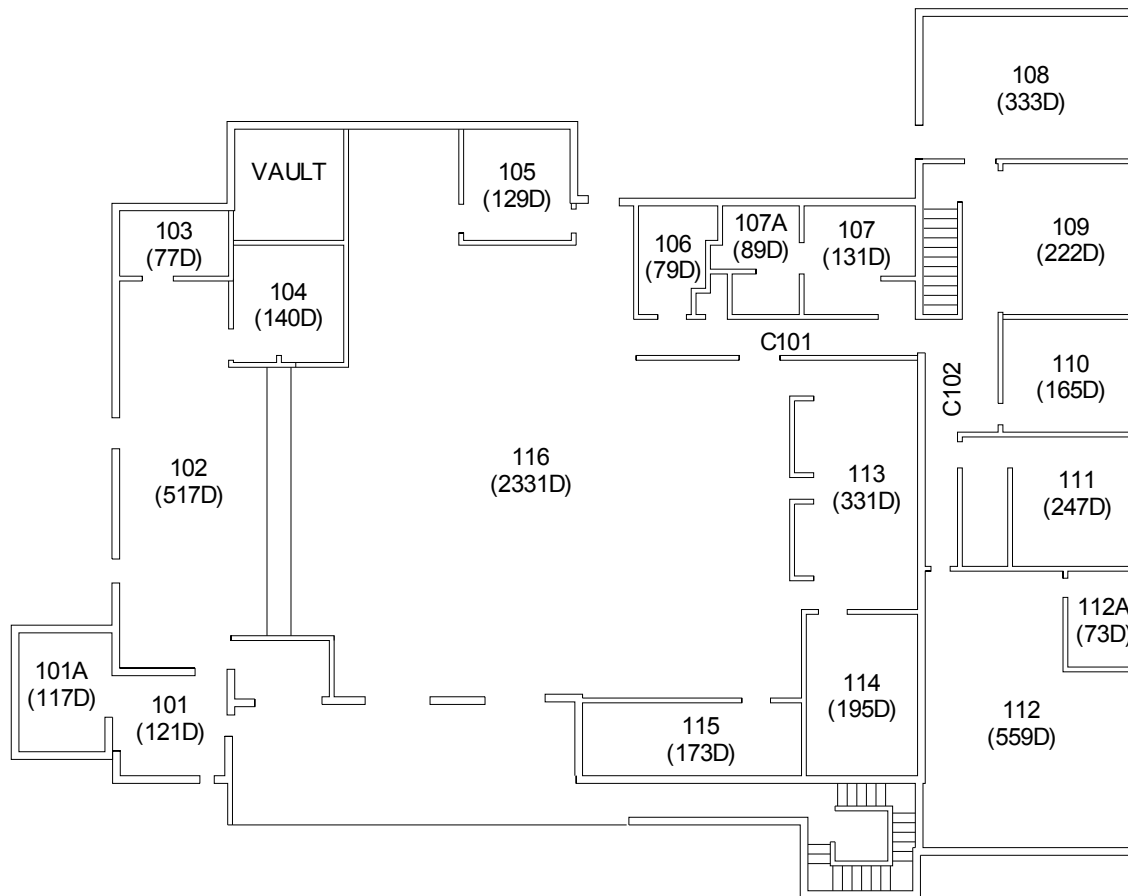 108
(333D)
VAULT
105
(129D)
103
(77D)
106
(79D)
107A
(89D)
107
(131D)
109
(222D)
104
(140D)
C101
C102
110
(165D)
102
(517D)
116
(2331D)
113
(331D)
111
(247D)
112A
(73D)
101A
(117D)
101
(121D)
114
(195D)
115
(173D)
112
(559D)